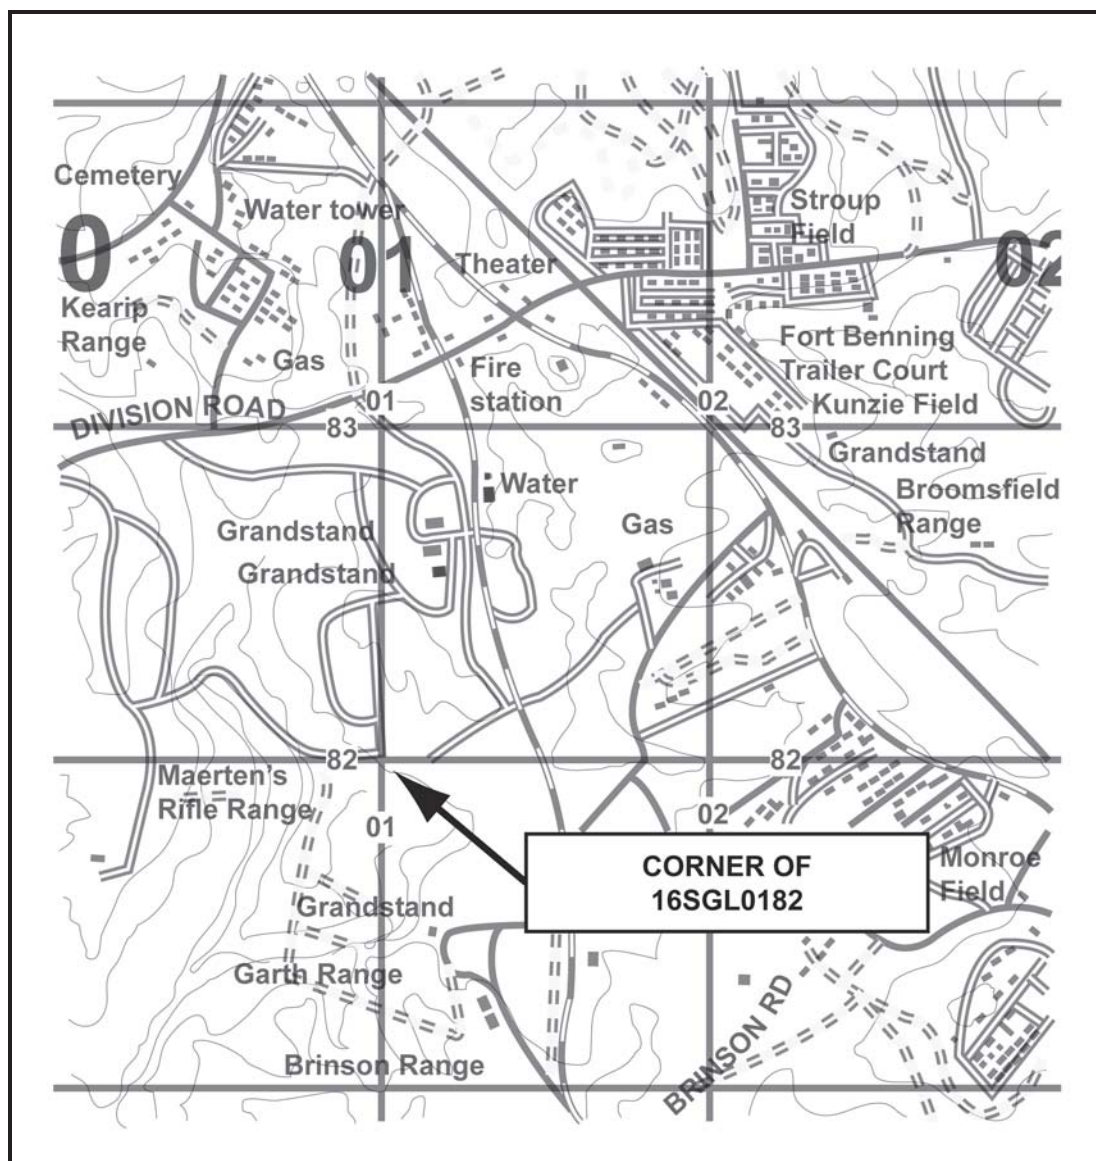 Cemetery
Water tower
Stroup
Field
0
01
Theater
02
Kearip
Range
Gas
Fire
station
Fort Benning
Trailer Court
Kunzie Field
DIVISION ROAD
01
02
83
83
Grandstand
Water
Broomsfield
Range
Grandstand
Gas
Grandstand
82
82
Maerten's
Rifle Range
01
02
CORNER OF
16SGL0182
Monroe
Field
Grandstand
Garth Range
BRINSON RD
Brinson Range